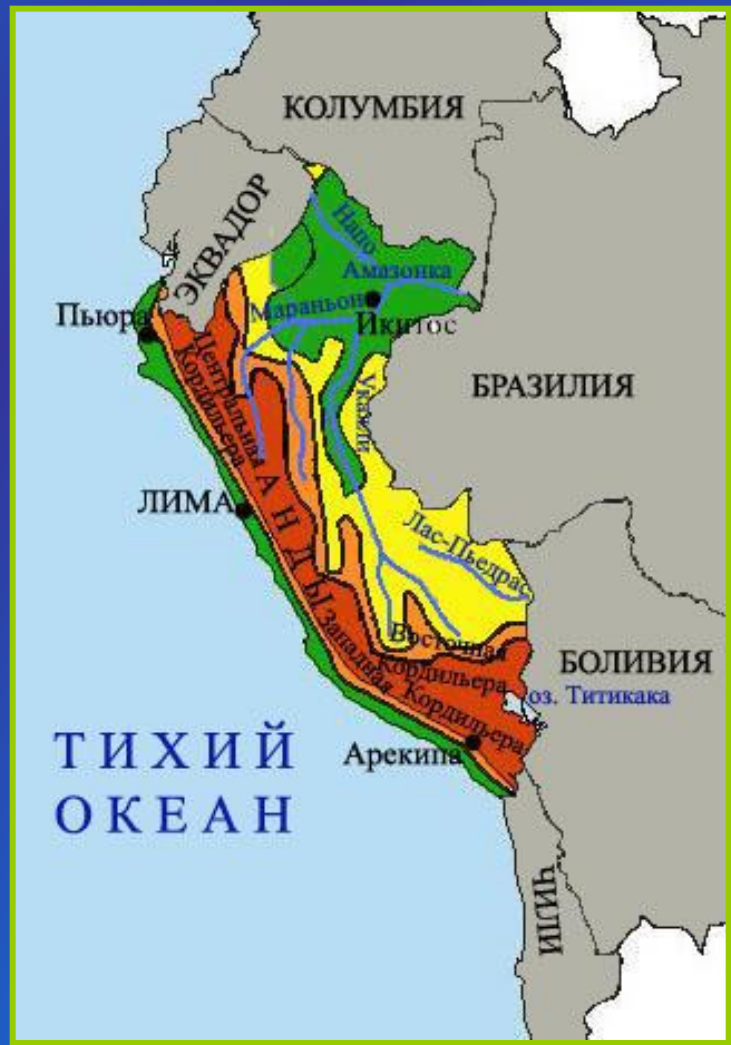 КОЛУМБИЯ
ЭКВАДОР
Напо
Амазонка
Мараньон
Икитос
Пьюра
Центральная
Кордильера
Укаяли
БРАЗИЛИЯ
ЛИМА
АНДЫ
Лас-Пьедрас
Западная Кордильера
Восточная
Кордильера
БОЛИВИЯ
оз. Титикака
Арекипа
ТИХИЙ
ОКЕАН
ЧИЛИ